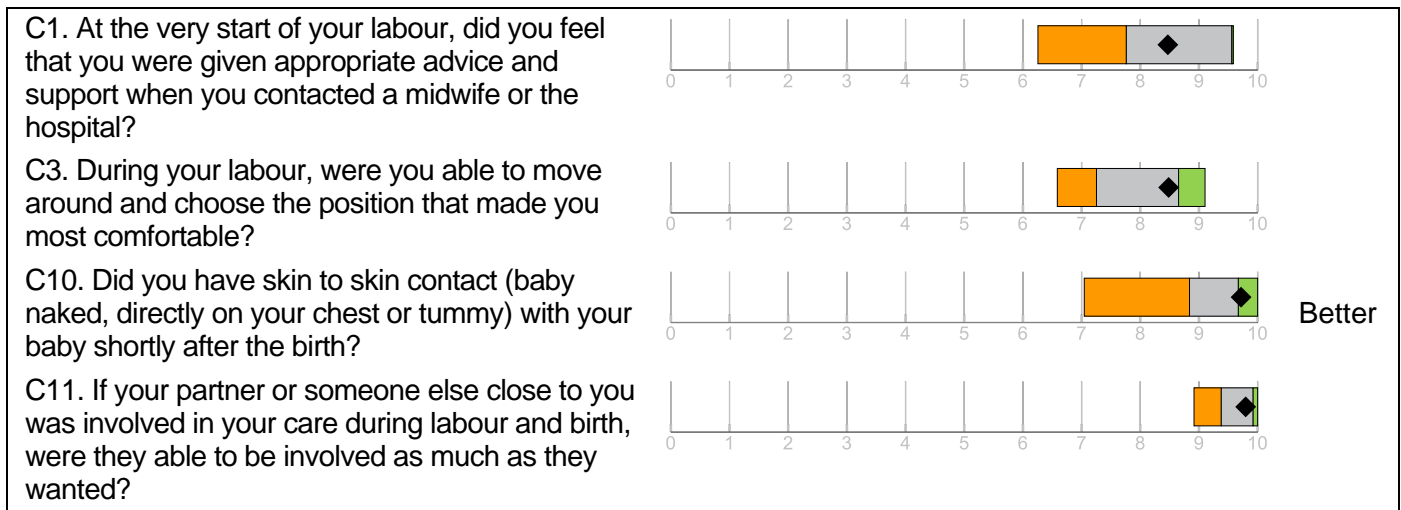 C1. At the very start of your labour, did you feel
that you were given appropriate advice and
support when you contacted a midwife or the
hospital?
0 1 2 3 4 5 6 7 8 9 10
C3. During your labour, were you able to move
around and choose the position that made you
most comfortable?
0 1 2 3 4 5 6 7 8 9 10
C10. Did you have skin to skin contact (baby
naked, directly on your chest or tummy) with your
baby shortly after the birth?
0 1 2 3 4 5 6 7 8 9 10
Better
C11. If your partner or someone else close to you
was involved in your care during labour and birth,
were they able to be involved as much as they
wanted?
0 1 2 3 4 5 6 7 8 9 10